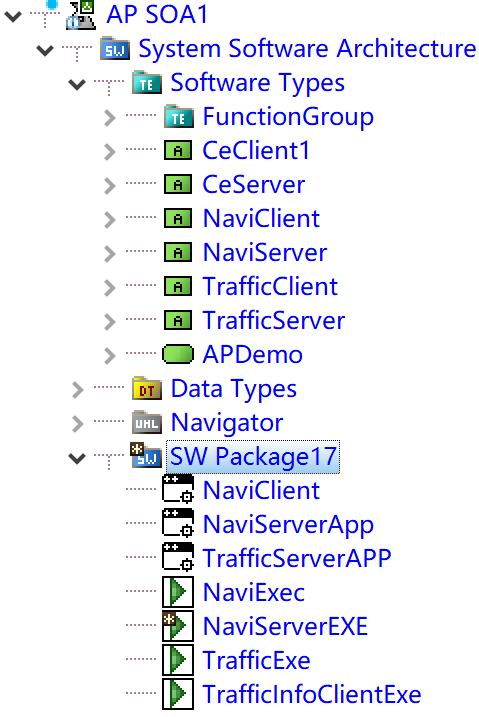 AP SOA1
SW System Software Architecture
TE Software Types
TE FunctionGroup
A CeClient1
A CeServer
A NaviClient
A NaviServer
A TrafficClient
A TrafficServer
APDemo
DT Data Types
UML Navigator
SW SW Package17
NaviClient
NaviServerApp
TrafficServerAPP
NaviExec
NaviServerEXE
TrafficExe
TrafficInfoClientExe